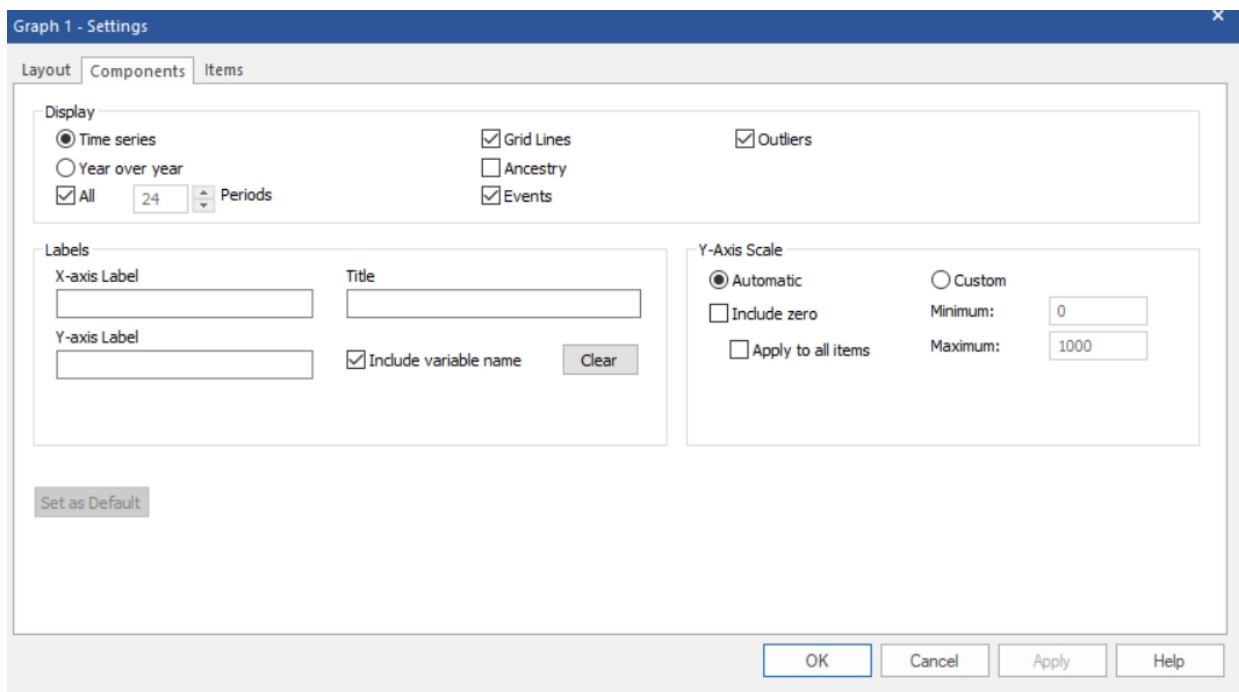 Graph 1 - Settings
Layout Components Items
Display
Time series Grid Lines Outliers
Year over year Ancestry
All 24 Periods Events
Labels Y-Axis Scale
X-axis Label Title Automatic Custom
Include zero Minimum: 0
Y-axis Label
Include variable name Clear Apply to all items Maximum: 1000
Set as Default
OK Cancel Apply Help